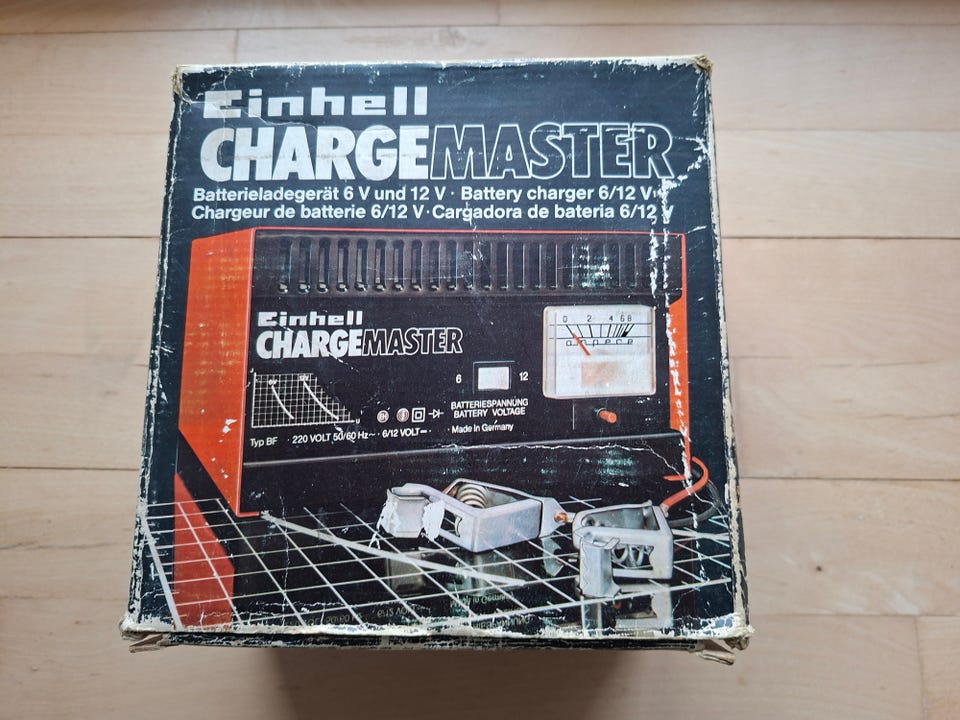 Einhell
CHARGEMASTER
Batterieladegerät 6 V und 12 V · Battery charger 6/12 V ·
Chargeur de batterie 6/12 V · Cargadora de bateria 6/12 V
0 2 4 6 8
ampere
Einhell
CHARGEMASTER
6 12
BATTERIESPANNUNG
BATTERY VOLTAGE
Typ BF · 220 VOLT 50/60 Hz~ · 6/12 VOLT⎓ · Made in Germany